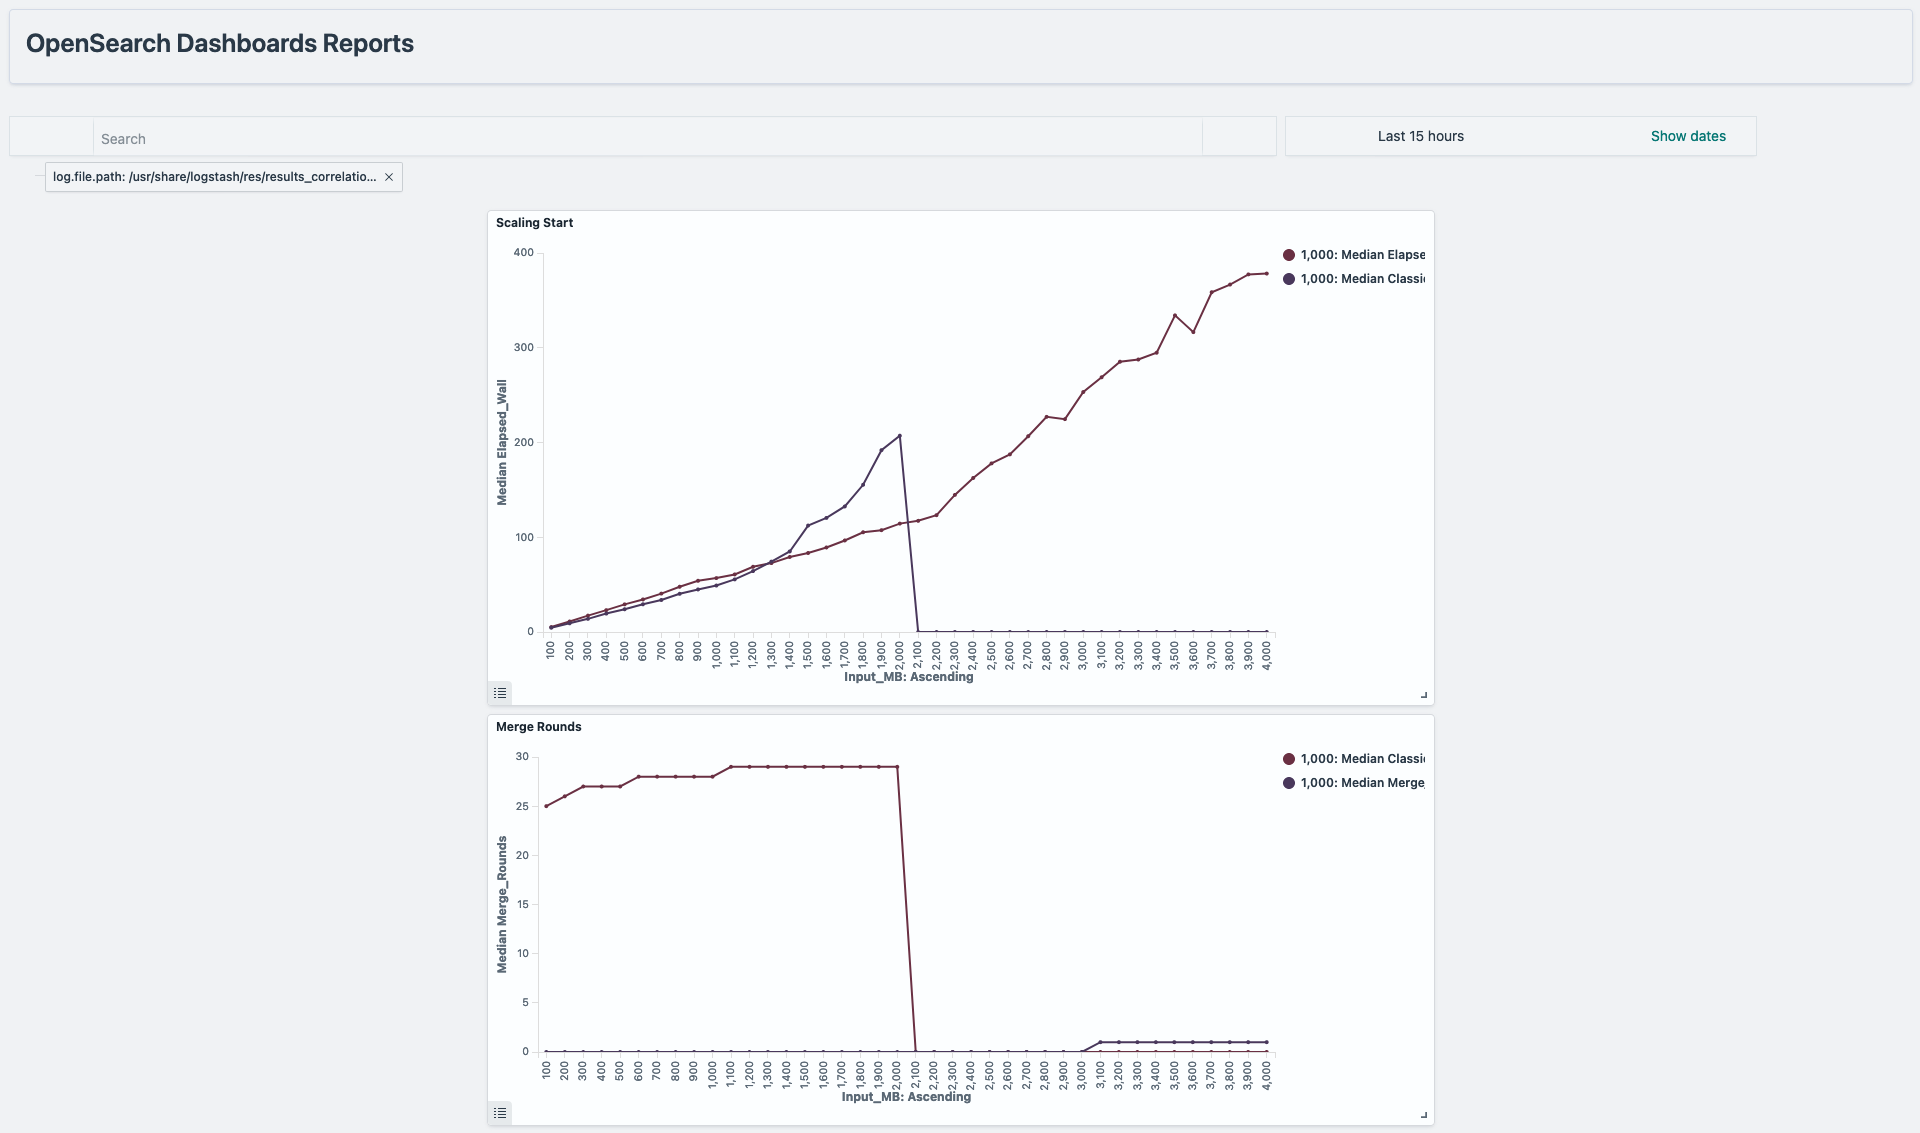 OpenSearch Dashboards Reports
Search
Last 15 hours
Show dates
log.file.path: /usr/share/logstash/res/results_correlatio... ×
Scaling Start
400
300
200
100
0
Median Elapsed_Wall
100 200 300 400 500 600 700 800 900 1,000 1,100 1,200 1,300 1,400 1,500 1,600 1,700 1,800 1,900 2,000 2,100 2,200 2,300 2,400 2,500 2,600 2,700 2,800 2,900 3,000 3,100 3,200 3,300 3,400 3,500 3,600 3,700 3,800 3,900 4,000
Input_MB: Ascending
1,000: Median Elapse
1,000: Median Classi
Merge Rounds
30
25
20
15
10
5
0
Median Merge_Rounds
100 200 300 400 500 600 700 800 900 1,000 1,100 1,200 1,300 1,400 1,500 1,600 1,700 1,800 1,900 2,000 2,100 2,200 2,300 2,400 2,500 2,600 2,700 2,800 2,900 3,000 3,100 3,200 3,300 3,400 3,500 3,600 3,700 3,800 3,900 4,000
Input_MB: Ascending
1,000: Median Classi
1,000: Median Merge_